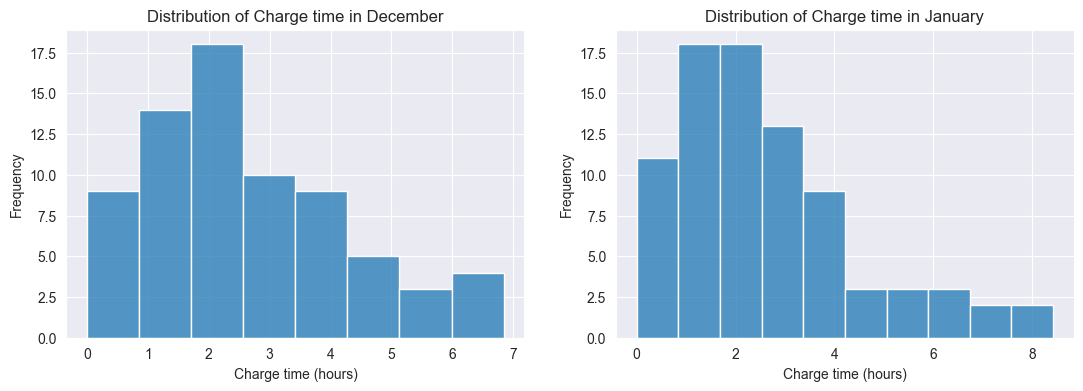 Distribution of Charge time in December
17.5
15.0
12.5
10.0
7.5
5.0
2.5
0.0
Frequency
0 1 2 3 4 5 6 7
Charge time (hours)
Distribution of Charge time in January
17.5
15.0
12.5
10.0
7.5
5.0
2.5
0.0
Frequency
0 2 4 6 8
Charge time (hours)